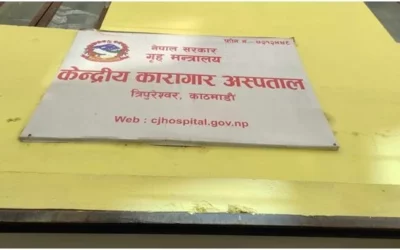 नेपाल सरकार
गृह मन्त्रालय
केन्द्रीय कारागार अस्पताल
त्रिपुरेश्वर, काठमाडौं
Web : cjhospital.gov.np